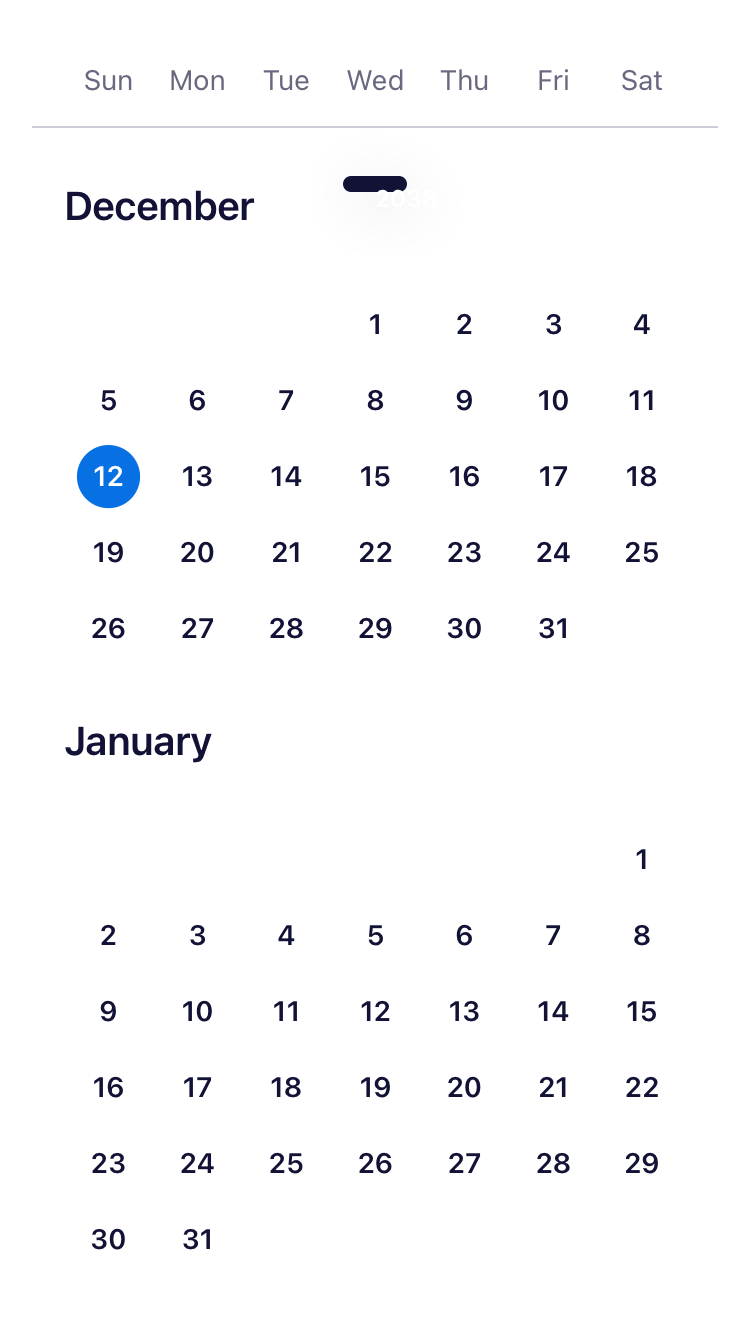 Sun Mon Tue Wed Thu Fri Sat
2038
December
1 2 3 4
5 6 7 8 9 10 11
12 13 14 15 16 17 18
19 20 21 22 23 24 25
26 27 28 29 30 31
January
1
2 3 4 5 6 7 8
9 10 11 12 13 14 15
16 17 18 19 20 21 22
23 24 25 26 27 28 29
30 31